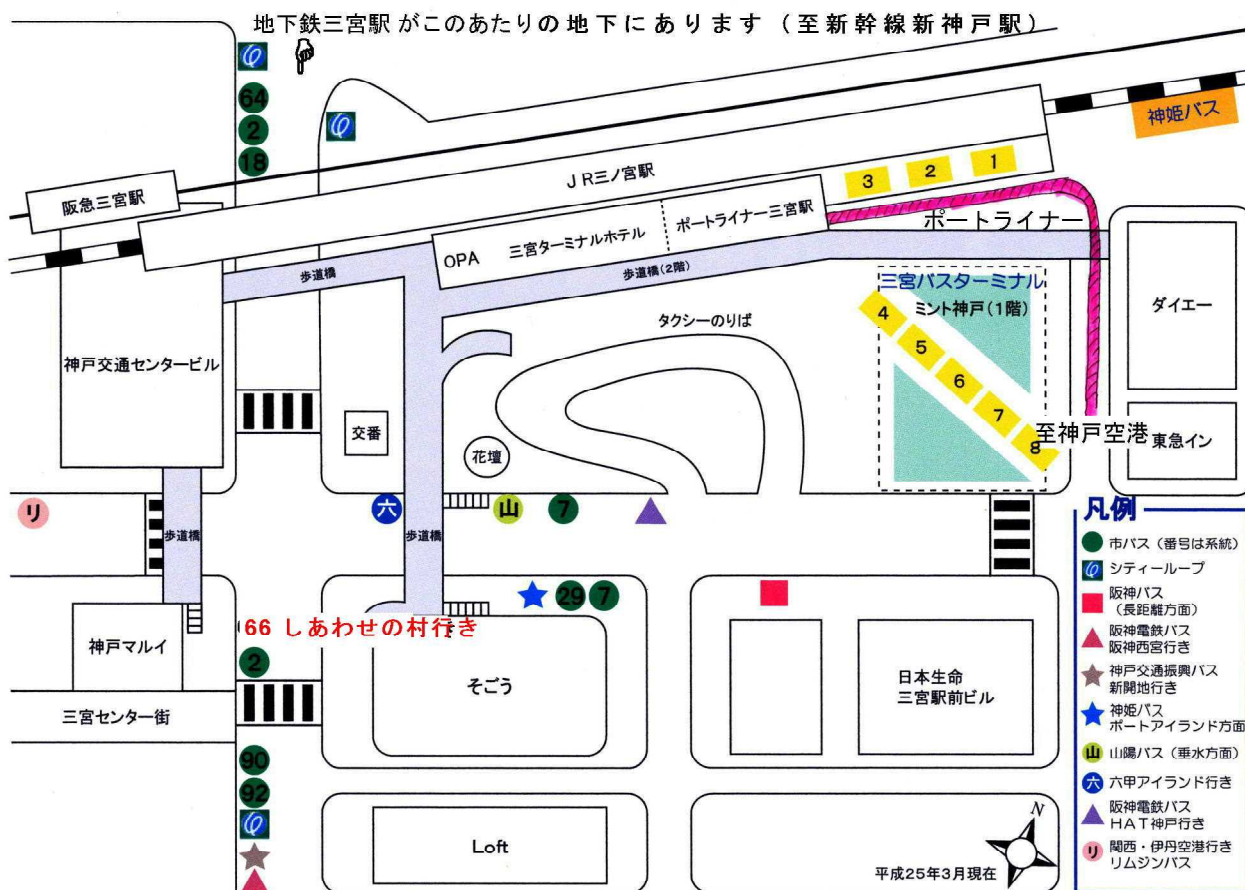 地下鉄三宮駅 がこのあたりの地下にあります (至新幹線新神戸駅)
64
2
18
神姫バス
阪急三宮駅
JR三ノ宮駅
3
2
1
OPA
三宮ターミナルホテル
ポートライナー三宮駅
ポートライナー
歩道橋
歩道橋(2階)
三宮バスターミナル
ミント神戸(1階)
ダイエー
4
5
6
7
8
タクシーのりば
神戸交通センタービル
交番
花壇
至神戸空港
東急イン
リ
歩道橋
六
歩道橋
山
7
29
7
66 しあわせの村行き
神戸マルイ
2
そごう
日本生命
三宮駅前ビル
三宮センター街
90
92
Loft
N
平成25年3月現在
凡例
市バス (番号は系統)
シティーループ
阪神バス
(長距離方面)
阪神電鉄バス
阪神西宮行き
神戸交通振興バス
新開地行き
神姫バス
ポートアイランド方面
山 山陽バス (垂水方面)
六 六甲アイランド行き
阪神電鉄バス
HAT神戸行き
リ 関西・伊丹空港行き
リムジンバス